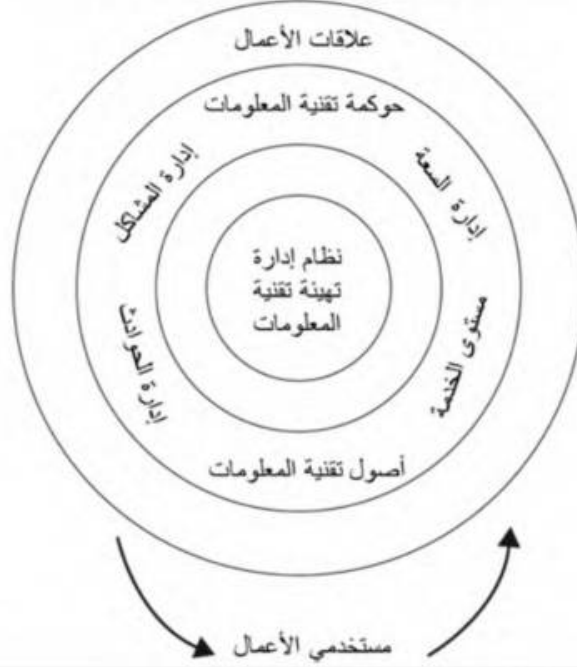 علاقات الأعمال
حوكمة تقنية المعلومات
إدارة المشاكل
إدارة السعة
نظام إدارة
تهيئة تقنية
المعلومات
إدارة الحوادث
مستوى الخدمة
أصول تقنية المعلومات
مستخدمي الأعمال